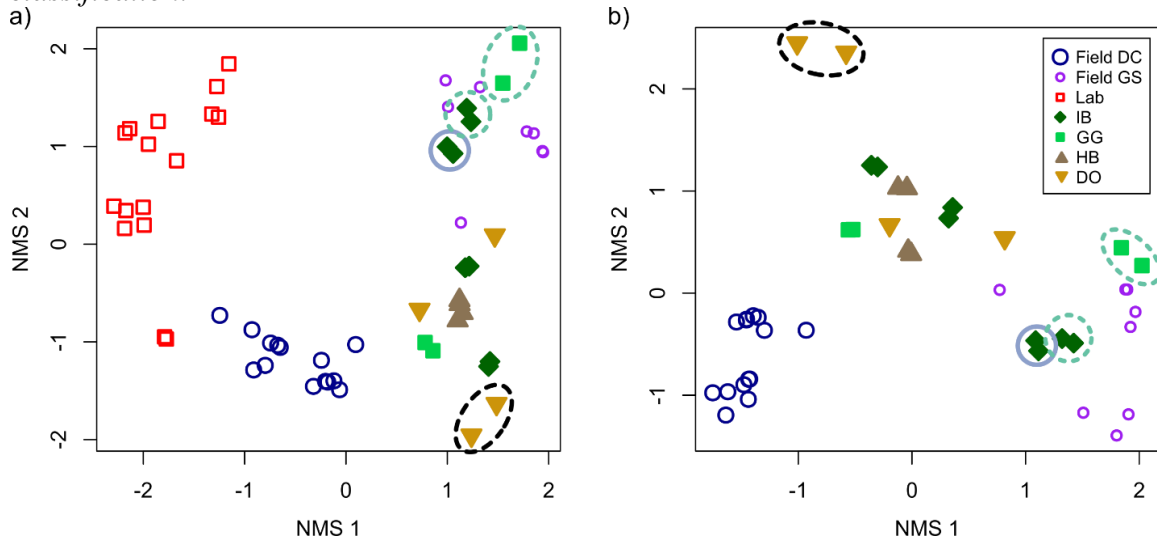 classification.
a)
b)
2
1
0
-1
-2
NMS 2
-2
-1
0
1
2
NMS 1
2
1
0
-1
NMS 2
-1
0
1
2
NMS 1
Field DC
Field GS
Lab
IB
GG
HB
DO